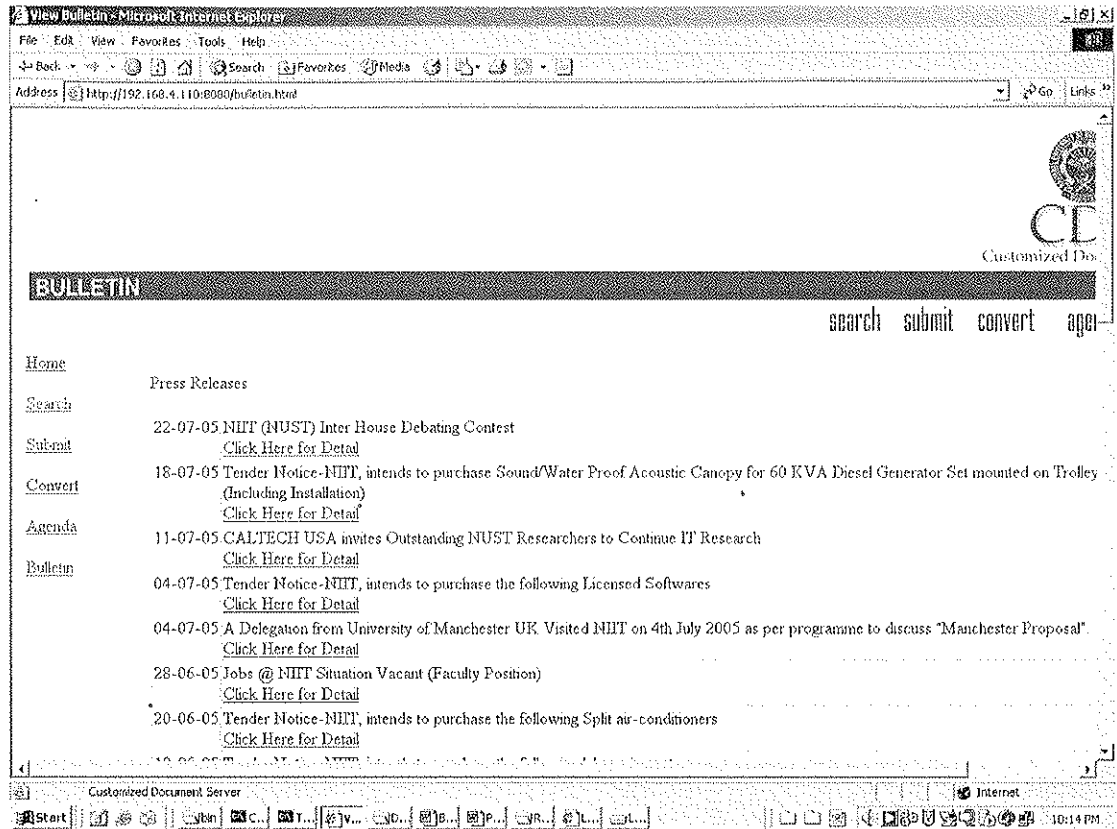 View Bulletin - Microsoft Internet Explorer
File Edit View Favorites Tools Help
Back Search Favorites Media
Address http://192.168.4.110:8080/bulletin.html Go Links »
CD
Customized Do
BULLETIN
search submit convert agen
Home
Press Releases
Search
22-07-05 NIIT (NUST) Inter House Debating Contest
Submit
Click Here for Detail
18-07-05 Tender Notice-NIIT, intends to purchase Sound/Water Proof Acoustic Canopy for 60 KVA Diesel Generator Set mounted on Trolley
Convert
(Including Installation)
Click Here for Detail
Agenda
11-07-05 CALTECH USA invites Outstanding NUST Researchers to Continue IT Research
Click Here for Detail
Bulletin
04-07-05 Tender Notice-NIIT, intends to purchase the following Licensed Softwares
Click Here for Detail
04-07-05 A Delegation from University of Manchester UK Visited NIIT on 4th July 2005 as per programme to discuss "Manchester Proposal".
Click Here for Detail
28-06-05 Jobs @ NIIT Situation Vacant (Faculty Position)
Click Here for Detail
20-06-05 Tender Notice-NIIT, intends to purchase the following Split air-conditioners
Click Here for Detail
Customized Document Server Internet
Start bin C... T... V... D... B... P... R... L... L... 10:14 PM